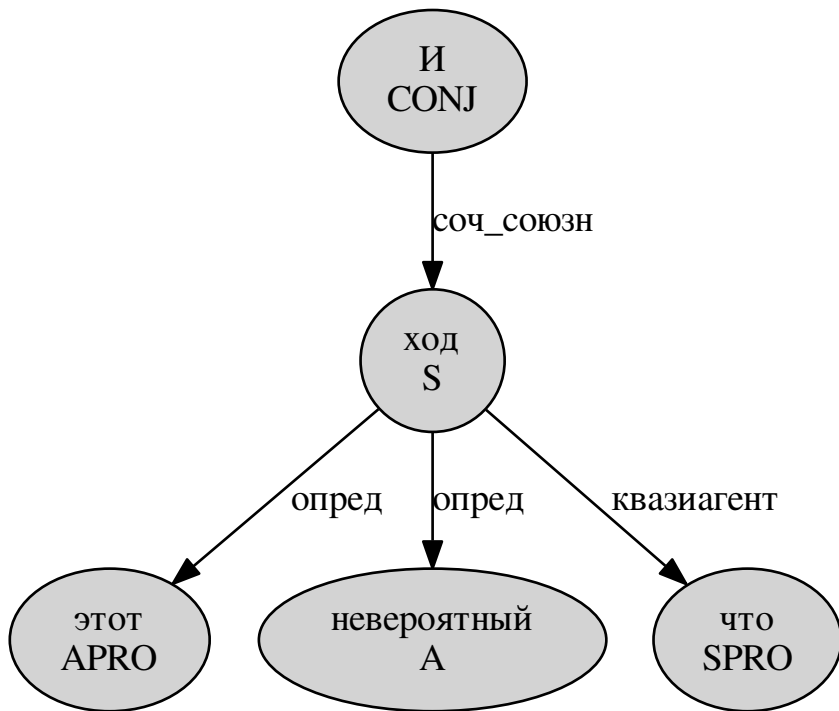 И
CONJ
соч_союзн
ход
S
опред
опред
квазиагент
этот
APRO
невероятный
A
что
SPRO